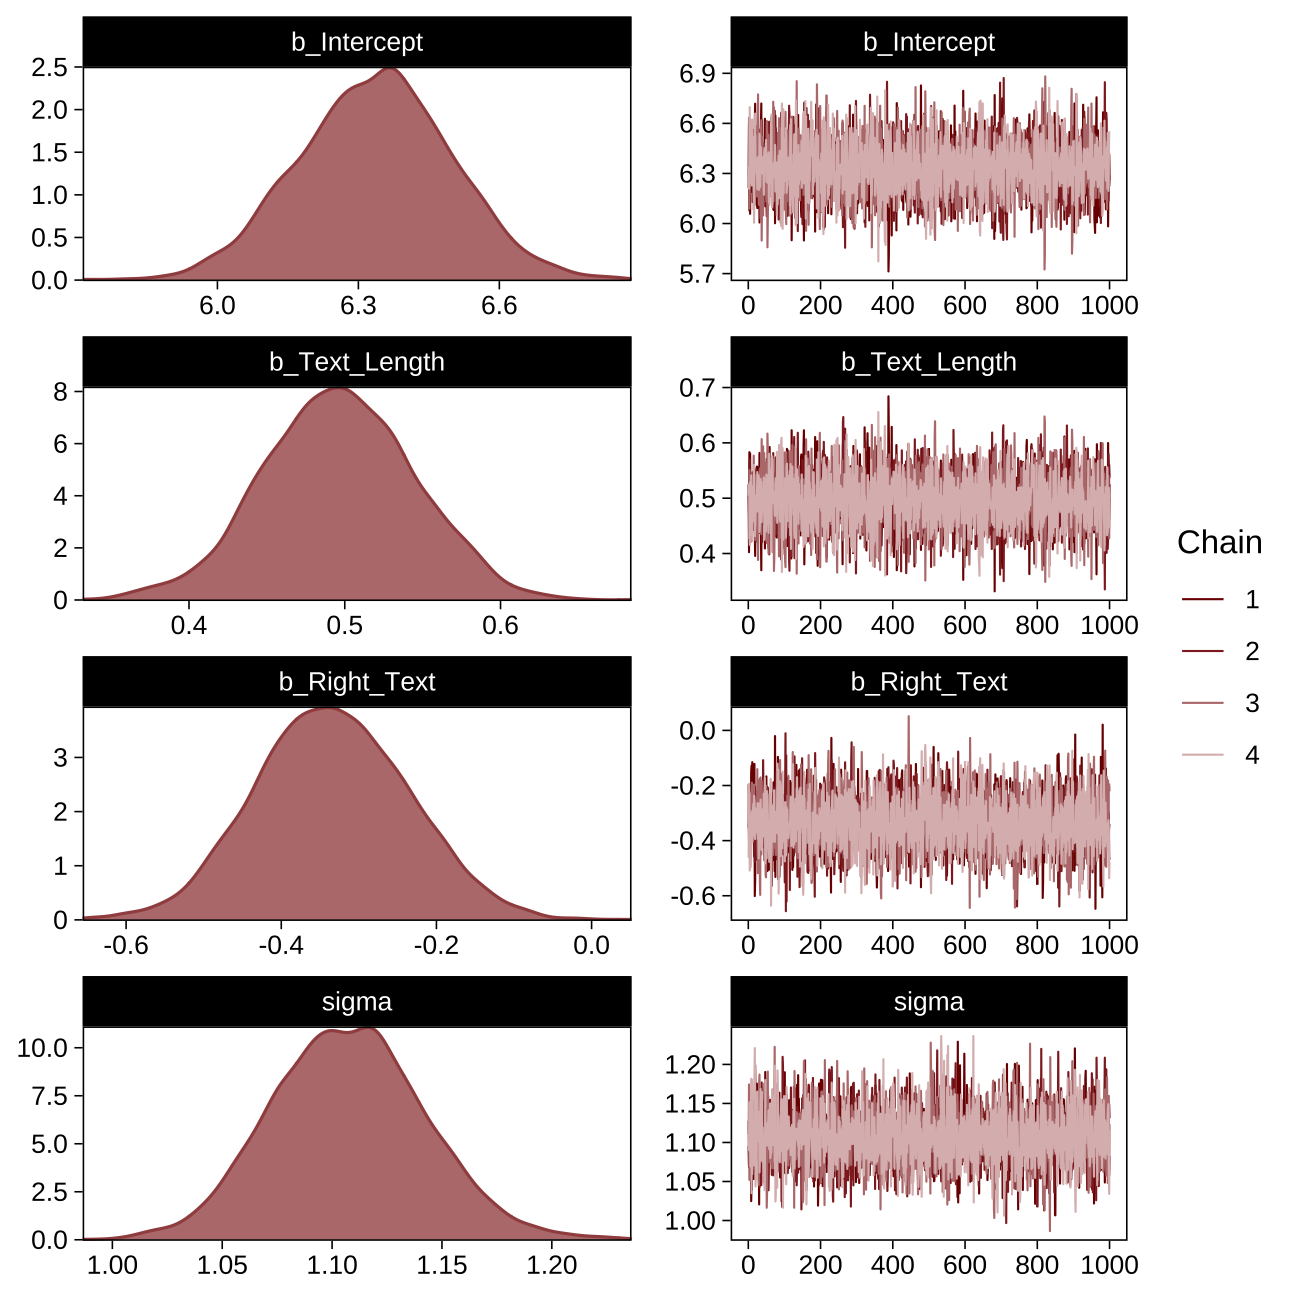 b_Intercept
2.5
2.0
1.5
1.0
0.5
0.0
6.0 6.3 6.6
b_Intercept
6.9
6.6
6.3
6.0
5.7
0 200 400 600 800 1000
b_Text_Length
8
6
4
2
0
0.4 0.5 0.6
b_Text_Length
0.7
0.6
0.5
0.4
0 200 400 600 800 1000
b_Right_Text
3
2
1
0
-0.6 -0.4 -0.2 0.0
b_Right_Text
0.0
-0.2
-0.4
-0.6
0 200 400 600 800 1000
sigma
10.0
7.5
5.0
2.5
0.0
1.00 1.05 1.10 1.15 1.20
sigma
1.20
1.15
1.10
1.05
1.00
0 200 400 600 800 1000
Chain
1
2
3
4